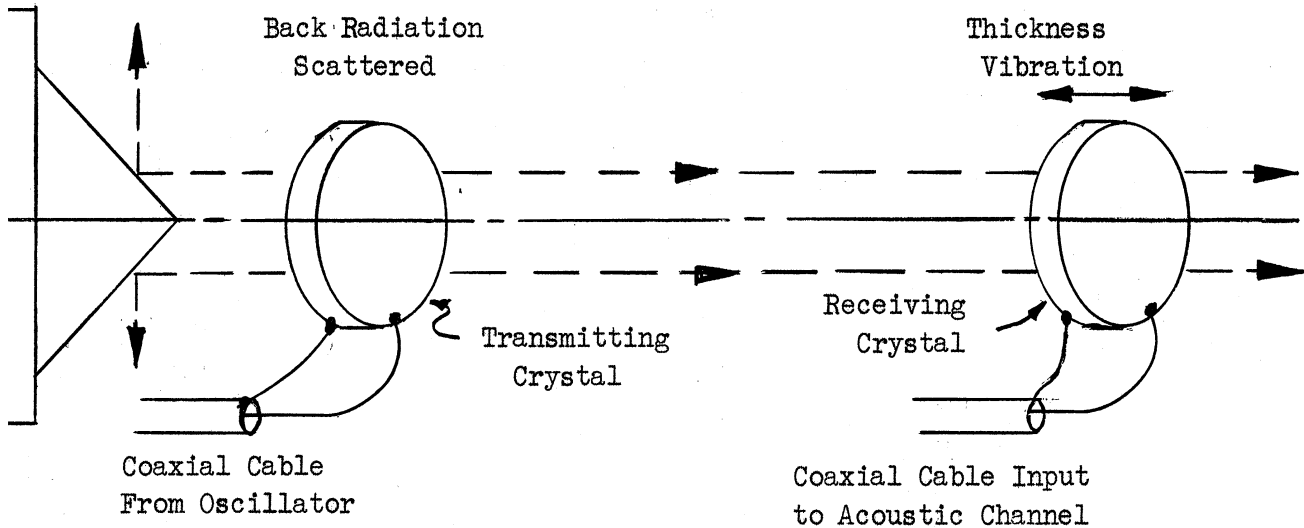 Back Radiation
Scattered
Thickness
Vibration
Transmitting
Crystal
Receiving
Crystal
Coaxial Cable
From Oscillator
Coaxial Cable Input
to Acoustic Channel